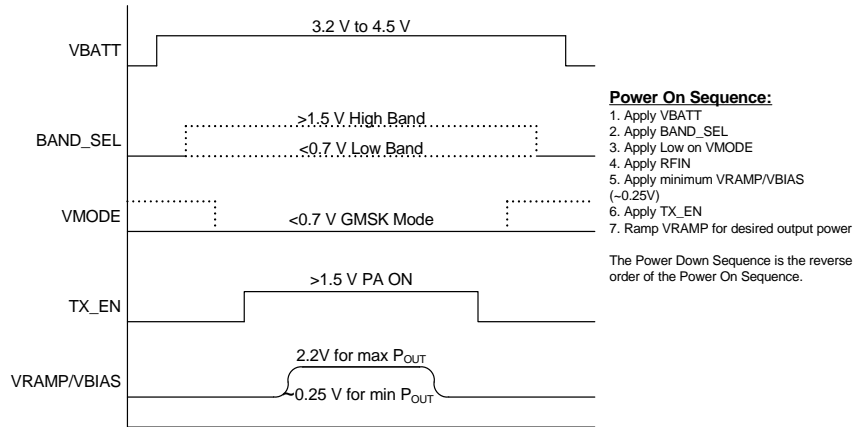 3.2 V to 4.5 V
VBATT
>1.5 V High Band
BAND_SEL
<0.7 V Low Band
VMODE
<0.7 V GMSK Mode
>1.5 V PA ON
TX_EN
2.2V for max POUT
VRAMP/VBIAS
~0.25 V for min POUT
Power On Sequence:
1. Apply VBATT
2. Apply BAND_SEL
3. Apply Low on VMODE
4. Apply RFIN
5. Apply minimum VRAMP/VBIAS
(~0.25V)
6. Apply TX_EN
7. Ramp VRAMP for desired output power
The Power Down Sequence is the reverse
order of the Power On Sequence.